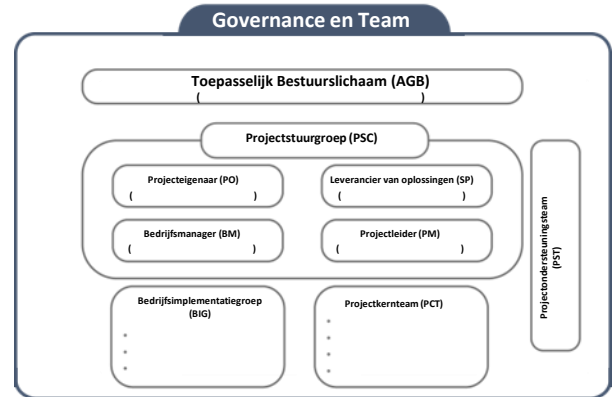 Governance en Team
Toepasselijk Bestuurslichaam (AGB)
( )
Projectstuurgroep (PSC)
Projecteigenaar (PO)
( )
Leverancier van oplossingen (SP)
( )
Bedrijfsmanager (BM)
( )
Projectleider (PM)
( )
Bedrijfsimplementatiegroep
(BIG)
*
*
*
Projectkernteam (PCT)
*
*
*
*
Projectondersteuningsteam
(PST)